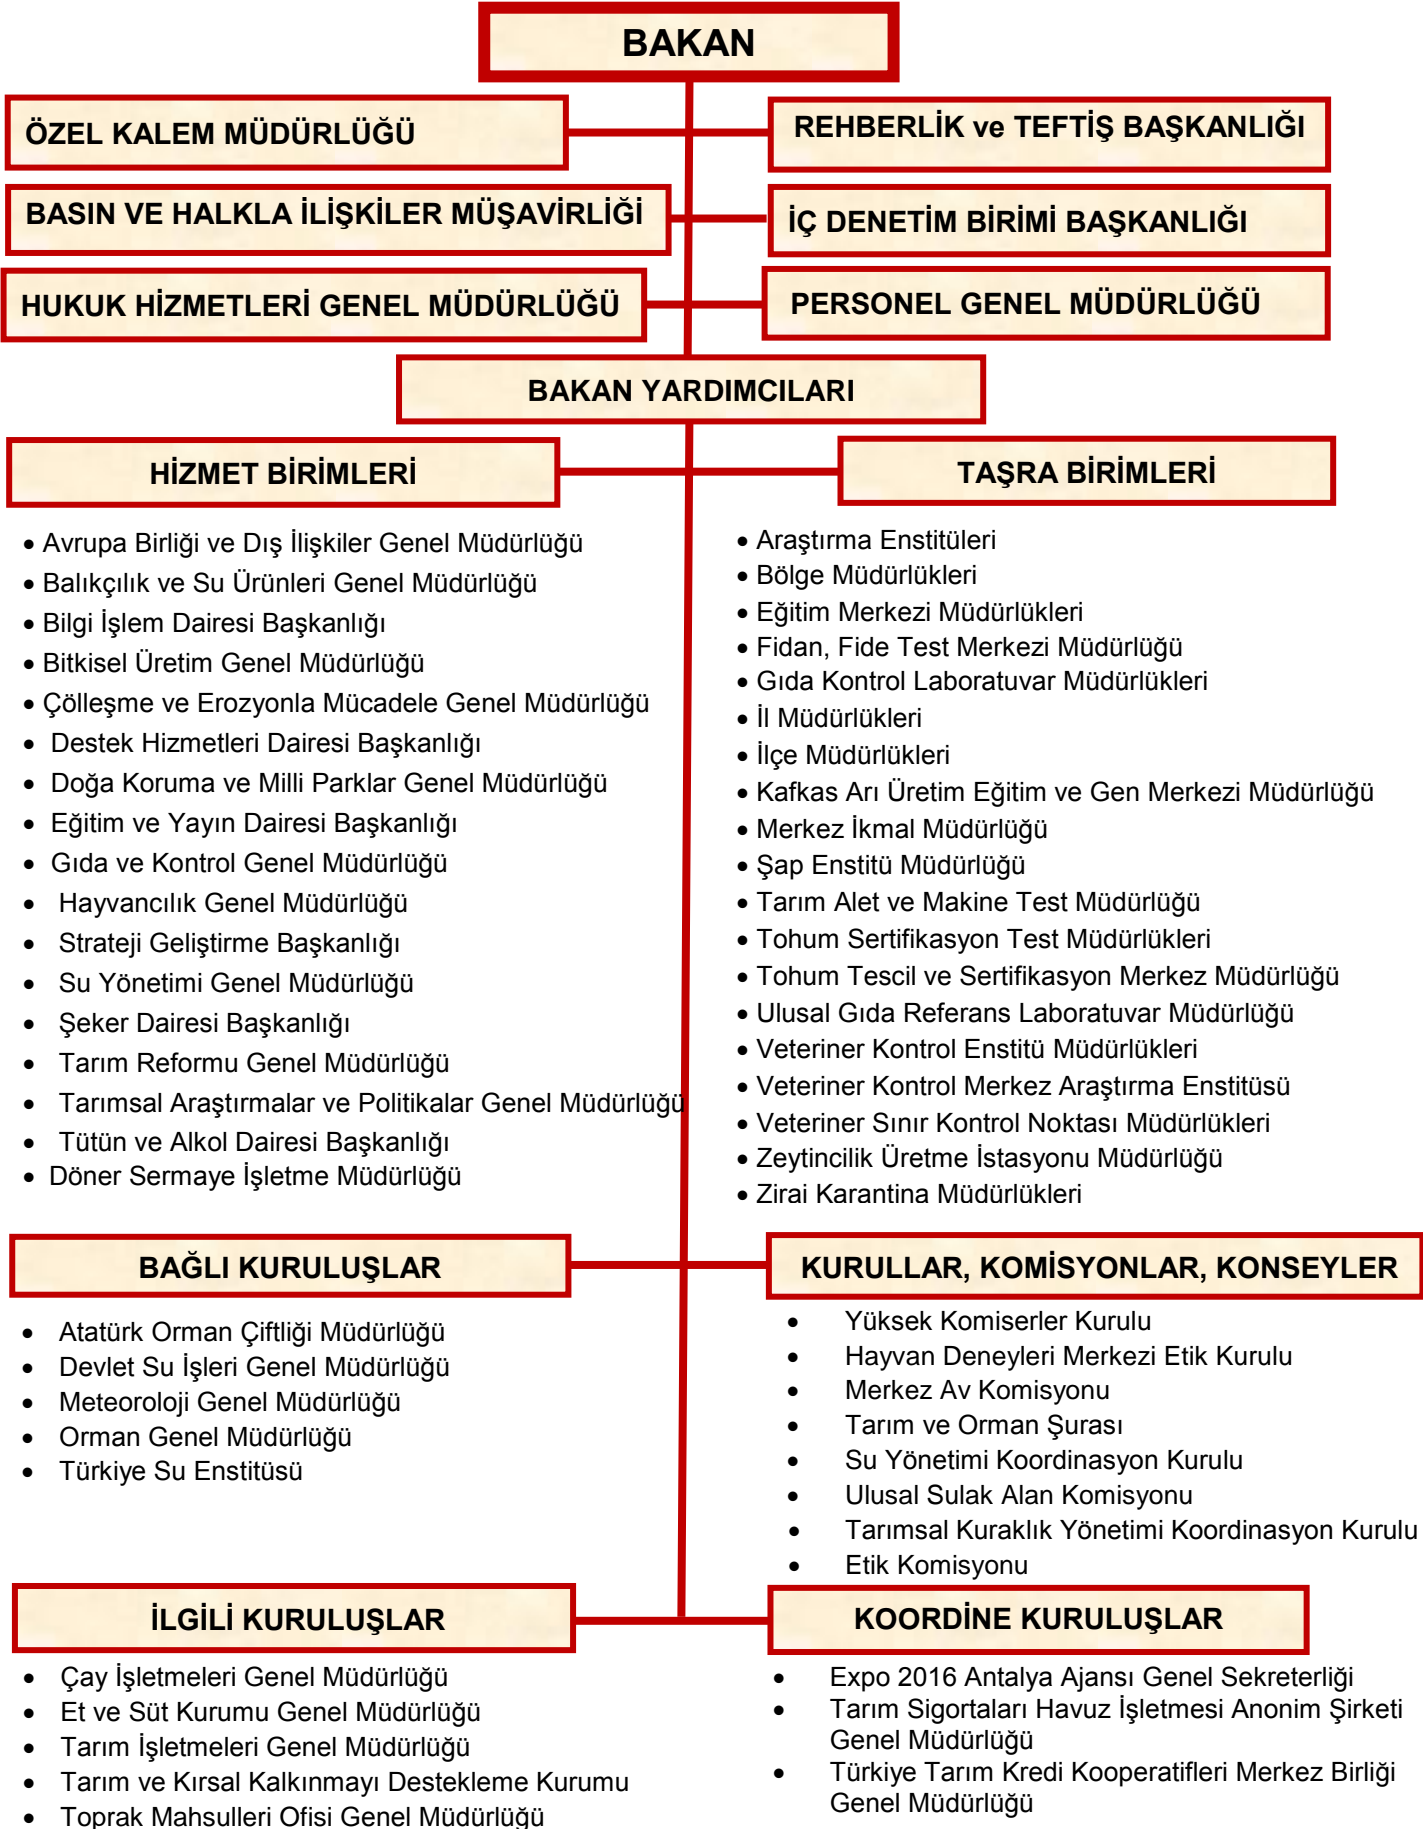 BAKAN
ÖZEL KALEM MÜDÜRLÜĞÜ
REHBERLİK ve TEFTİŞ BAŞKANLIĞI
BASIN VE HALKLA İLİŞKİLER MÜŞAVİRLİĞİ
İÇ DENETİM BİRİMİ BAŞKANLIĞI
HUKUK HİZMETLERİ GENEL MÜDÜRLÜĞÜ
PERSONEL GENEL MÜDÜRLÜĞÜ
BAKAN YARDIMCILARI
HİZMET BİRİMLERİ
• Avrupa Birliği ve Dış İlişkiler Genel Müdürlüğü
• Balıkçılık ve Su Ürünleri Genel Müdürlüğü
• Bilgi İşlem Dairesi Başkanlığı
• Bitkisel Üretim Genel Müdürlüğü
• Çölleşme ve Erozyonla Mücadele Genel Müdürlüğü
• Destek Hizmetleri Dairesi Başkanlığı
• Doğa Koruma ve Milli Parklar Genel Müdürlüğü
• Eğitim ve Yayın Dairesi Başkanlığı
• Gıda ve Kontrol Genel Müdürlüğü
• Hayvancılık Genel Müdürlüğü
• Strateji Geliştirme Başkanlığı
• Su Yönetimi Genel Müdürlüğü
• Şeker Dairesi Başkanlığı
• Tarım Reformu Genel Müdürlüğü
• Tarımsal Araştırmalar ve Politikalar Genel Müdürlüğü
• Tütün ve Alkol Dairesi Başkanlığı
• Döner Sermaye İşletme Müdürlüğü
TAŞRA BİRİMLERİ
• Araştırma Enstitüleri
• Bölge Müdürlükleri
• Eğitim Merkezi Müdürlükleri
• Fidan, Fide Test Merkezi Müdürlüğü
• Gıda Kontrol Laboratuvar Müdürlükleri
• İl Müdürlükleri
• İlçe Müdürlükleri
• Kafkas Arı Üretim Eğitim ve Gen Merkezi Müdürlüğü
• Merkez İkmal Müdürlüğü
• Şap Enstitü Müdürlüğü
• Tarım Alet ve Makine Test Müdürlüğü
• Tohum Sertifikasyon Test Müdürlükleri
• Tohum Tescil ve Sertifikasyon Merkez Müdürlüğü
• Ulusal Gıda Referans Laboratuvar Müdürlüğü
• Veteriner Kontrol Enstitü Müdürlükleri
• Veteriner Kontrol Merkez Araştırma Enstitüsü
• Veteriner Sınır Kontrol Noktası Müdürlükleri
• Zeytincilik Üretme İstasyonu Müdürlüğü
• Zirai Karantina Müdürlükleri
BAĞLI KURULUŞLAR
• Atatürk Orman Çiftliği Müdürlüğü
• Devlet Su İşleri Genel Müdürlüğü
• Meteoroloji Genel Müdürlüğü
• Orman Genel Müdürlüğü
• Türkiye Su Enstitüsü
KURULLAR, KOMİSYONLAR, KONSEYLER
• Yüksek Komiserler Kurulu
• Hayvan Deneyleri Merkezi Etik Kurulu
• Merkez Av Komisyonu
• Tarım ve Orman Şurası
• Su Yönetimi Koordinasyon Kurulu
• Ulusal Sulak Alan Komisyonu
• Tarımsal Kuraklık Yönetimi Koordinasyon Kurulu
• Etik Komisyonu
İLGİLİ KURULUŞLAR
• Çay İşletmeleri Genel Müdürlüğü
• Et ve Süt Kurumu Genel Müdürlüğü
• Tarım İşletmeleri Genel Müdürlüğü
• Tarım ve Kırsal Kalkınmayı Destekleme Kurumu
• Toprak Mahsulleri Ofisi Genel Müdürlüğü
KOORDİNE KURULUŞLAR
• Expo 2016 Antalya Ajansı Genel Sekreterliği
• Tarım Sigortaları Havuz İşletmesi Anonim Şirketi
Genel Müdürlüğü
• Türkiye Tarım Kredi Kooperatifleri Merkez Birliği
Genel Müdürlüğü